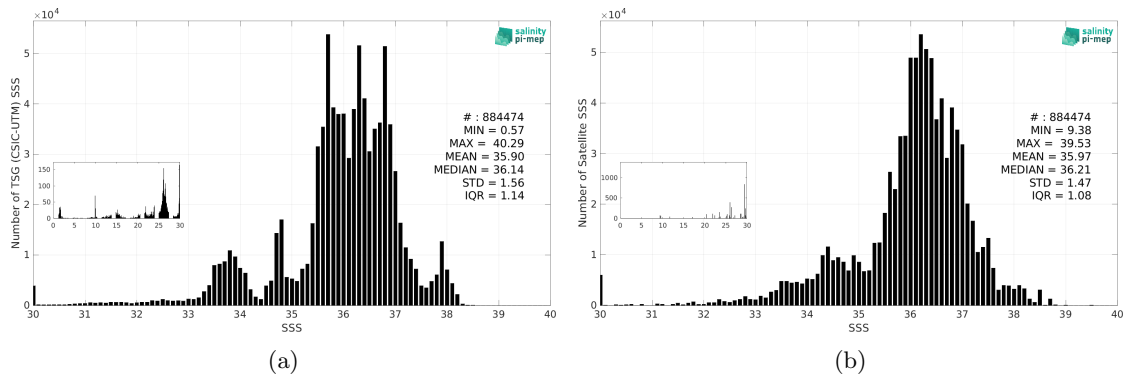 ×10⁴
salinity
pi-mep
Number of TSG (CSIC-UTM) SSS
5
4
3
2
1
0
# : 884474
MIN = 0.57
MAX = 40.29
MEAN = 35.90
MEDIAN = 36.14
STD = 1.56
IQR = 1.14
150
100
50
0
0 5 10 15 20 25 30
30 31 32 33 34 35 36 37 38 39 40
SSS
(a)
×10⁴
salinity
pi-mep
Number of Satellite SSS
5
4
3
2
1
0
# : 884474
MIN = 9.38
MAX = 39.53
MEAN = 35.97
MEDIAN = 36.21
STD = 1.47
IQR = 1.08
1000
500
0
0 5 10 15 20 25 30
30 31 32 33 34 35 36 37 38 39 40
SSS
(b)